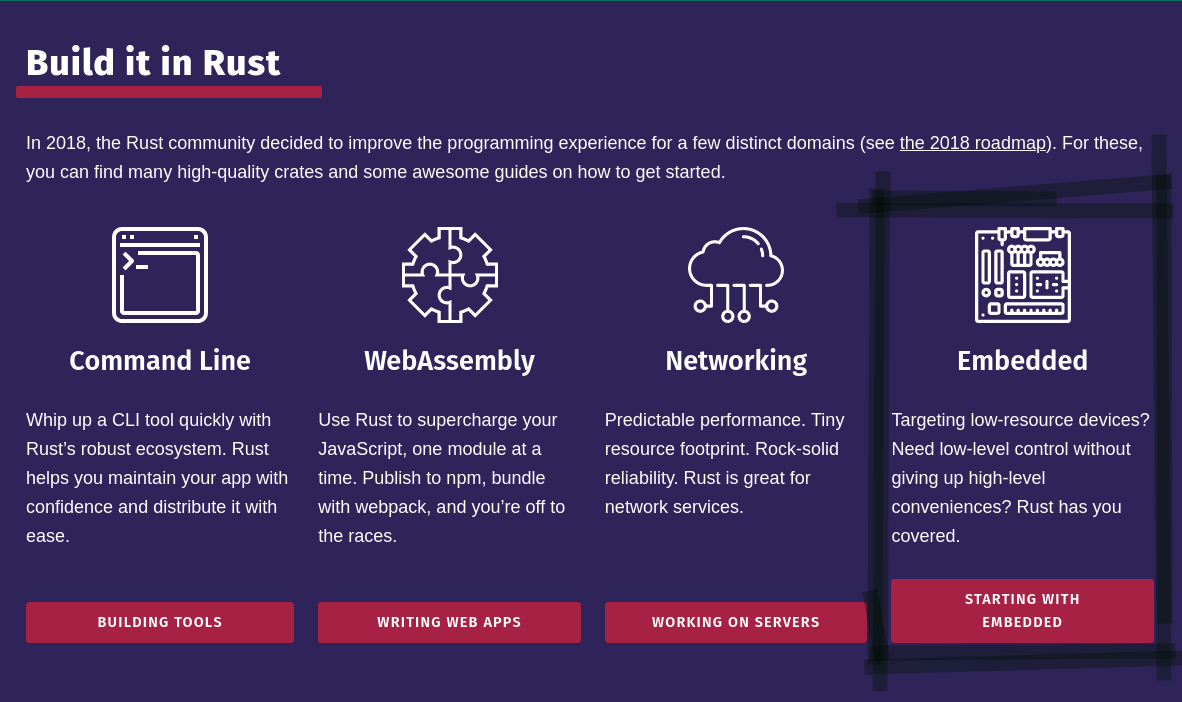 Build it in Rust
In 2018, the Rust community decided to improve the programming experience for a few distinct domains (see the 2018 roadmap). For these,
you can find many high-quality crates and some awesome guides on how to get started.
Command Line
Whip up a CLI tool quickly with
Rust’s robust ecosystem. Rust
helps you maintain your app with
confidence and distribute it with
ease.
BUILDING TOOLS
WebAssembly
Use Rust to supercharge your
JavaScript, one module at a
time. Publish to npm, bundle
with webpack, and you’re off to
the races.
WRITING WEB APPS
Networking
Predictable performance. Tiny
resource footprint. Rock-solid
reliability. Rust is great for
network services.
WORKING ON SERVERS
Embedded
Targeting low-resource devices?
Need low-level control without
giving up high-level
conveniences? Rust has you
covered.
STARTING WITH
EMBEDDED